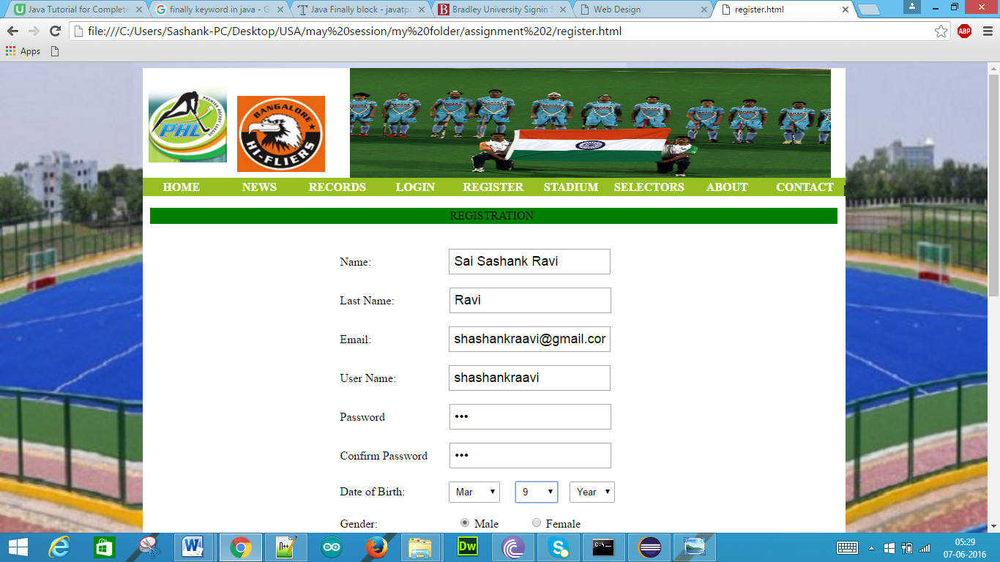 Java Tutorial for Complete
finally keyword in java - G
Java Finally block - javatpo
Bradley University Signin S
Web Design
register.html
file:///C:/Users/Sashank-PC/Desktop/USA/may%20session/my%20folder/assignment%202/register.html
ABP
Apps
PHL
PREMIER HOCKEY LEAGUE
BANGALORE
HI-FLIERS
HOME NEWS RECORDS LOGIN REGISTER STADIUM SELECTORS ABOUT CONTACT
REGISTRATION
Name: Sai Sashank Ravi
Last Name: Ravi
Email: shashankraavi@gmail.com
User Name: shashankraavi
Password •••
Confirm Password •••
Date of Birth: Mar 9 Year
Gender: Male Female
Dw
05:29
07-06-2016